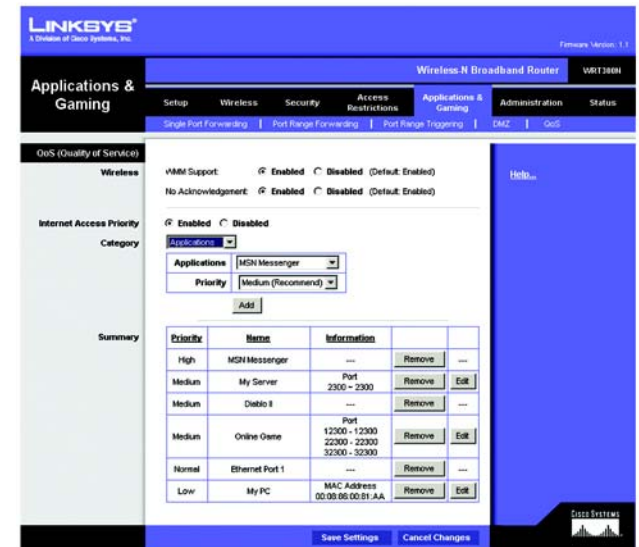 LINKSYS®
A Division of Cisco Systems, Inc.
Firmware Version: 1.1
Wireless-N Broadband Router WRT300N
Applications & Gaming
Setup Wireless Security Access Restrictions Applications & Gaming Administration Status
Single Port Forwarding | Port Range Forwarding | Port Range Triggering | DMZ | QoS
QoS (Quality of Service)
Wireless
WMM Support: Enabled Disabled (Default: Enabled)
Help...
No Acknowledgement: Enabled Disabled (Default: Enabled)
Internet Access Priority Enabled Disabled
Category Applications
Applications MSN Messenger
Priority Medium (Recommend)
Add
Summary
Priority Name Information
High MSN Messenger --- Remove ---
Medium My Server Port 2300 ~ 2300 Remove Edit
Medium Diablo II --- Remove ---
Medium Online Game Port 12300 - 12300 22300 - 22300 32300 - 32300 Remove Edit
Normal Ethernet Port 1 --- Remove ---
Low My PC MAC Address 00:08:06:00:81:AA Remove Edit
Save Settings Cancel Changes
CISCO SYSTEMS